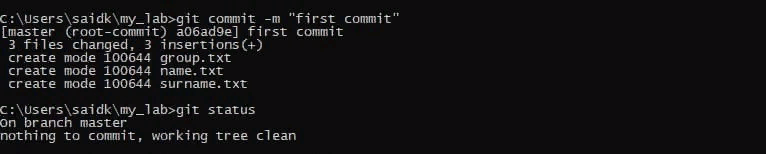 C:\Users\saidk\my_lab>git commit -m "first commit"
[master (root-commit) a06ad9e] first commit
 3 files changed, 3 insertions(+)
 create mode 100644 group.txt
 create mode 100644 name.txt
 create mode 100644 surname.txt
C:\Users\saidk\my_lab>git status
On branch master
nothing to commit, working tree clean